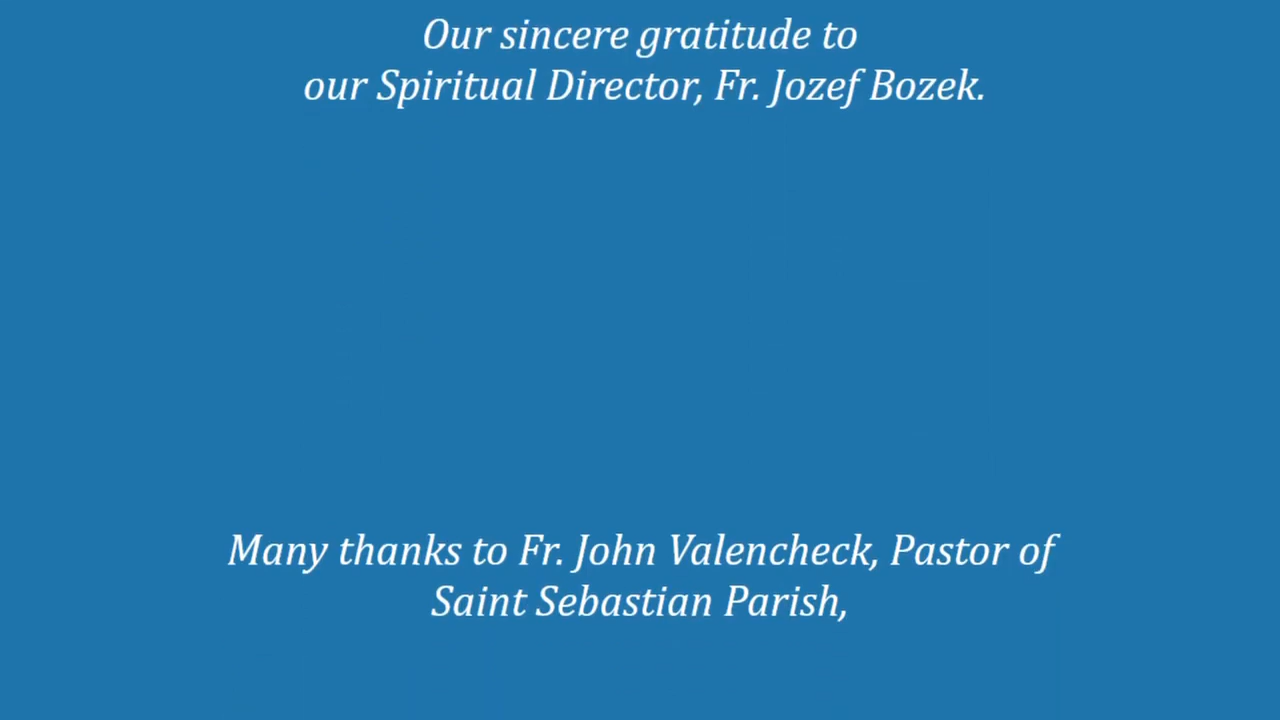 Our sincere gratitude to
our Spiritual Director, Fr. Jozef Bozek.
Many thanks to Fr. John Valencheck, Pastor of
Saint Sebastian Parish,